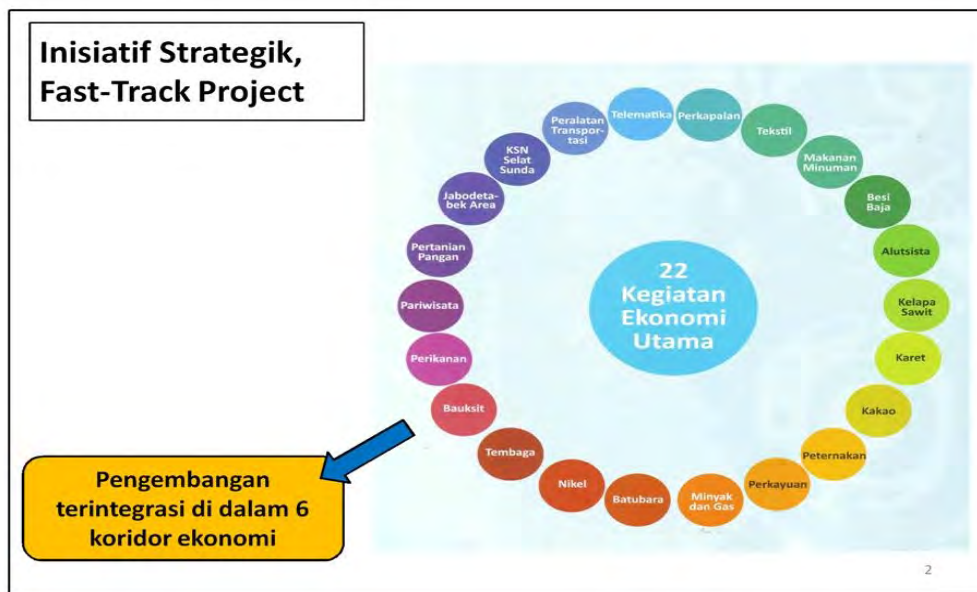 Inisiatif Strategik,
Fast-Track Project
Telematika
Perkapalan
Tekstil
Makanan
Minuman
Besi
Baja
Alutsista
Kelapa
Sawit
Karet
Kakao
Peternakan
Perkayuan
Minyak
dan Gas
Batubara
Nikel
Tembaga
Bauksit
Perikanan
Pariwisata
Pertanian
Pangan
Jabodeta-
bek Area
KSN
Selat
Sunda
Peralatan
Transpor-
tasi
22
Kegiatan
Ekonomi
Utama
Pengembangan
terintegrasi di dalam 6
koridor ekonomi
2